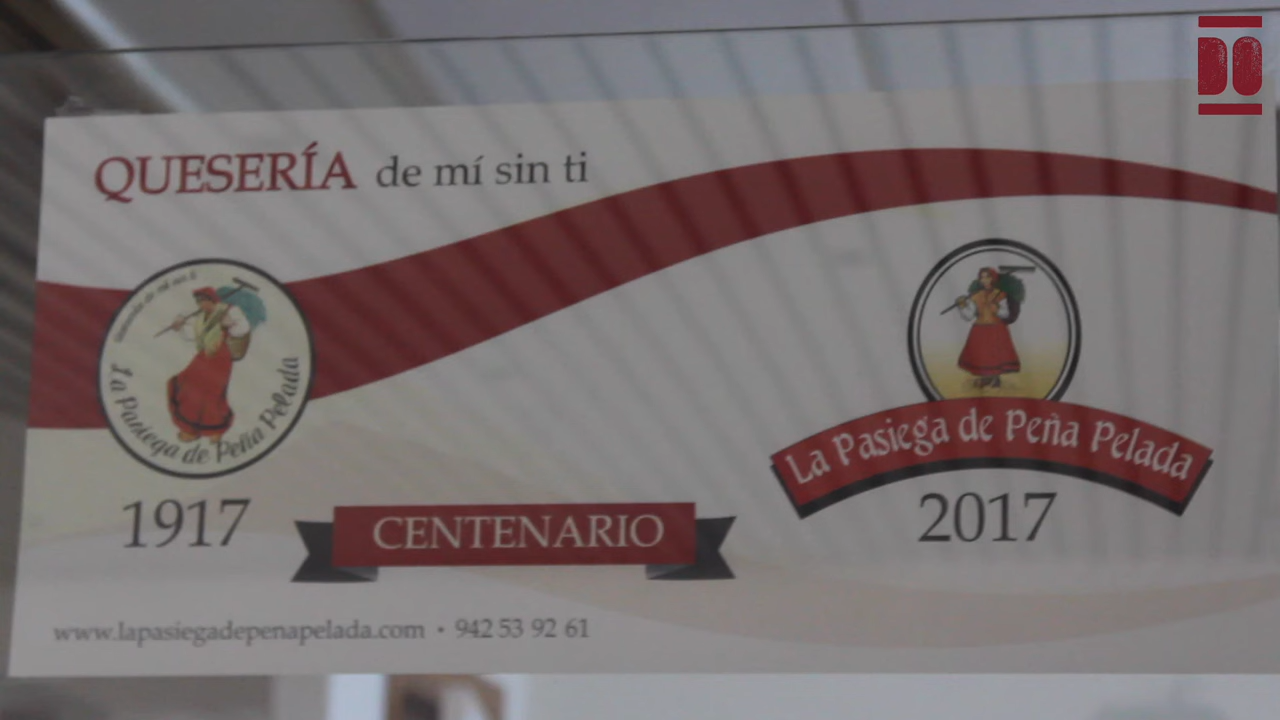 DO
QUESERÍA de mí sin ti
La Pasiega de Peña Pelada
La Pasiega de Peña Pelada
1917
2017
CENTENARIO
www.lapasiegadepenapelada.com · 942 53 92 61